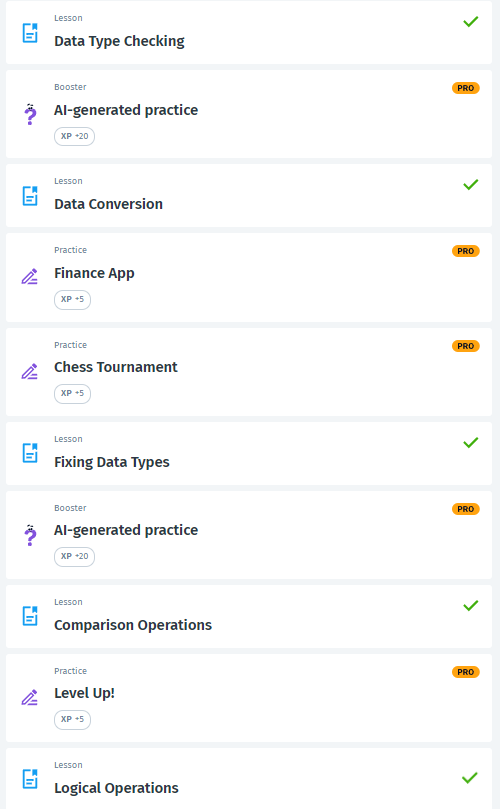 Lesson
Data Type Checking
Booster
PRO
AI-generated practice
XP +20
Lesson
Data Conversion
Practice
PRO
Finance App
XP +5
Practice
PRO
Chess Tournament
XP +5
Lesson
Fixing Data Types
Booster
PRO
AI-generated practice
XP +20
Lesson
Comparison Operations
Practice
PRO
Level Up!
XP +5
Lesson
Logical Operations